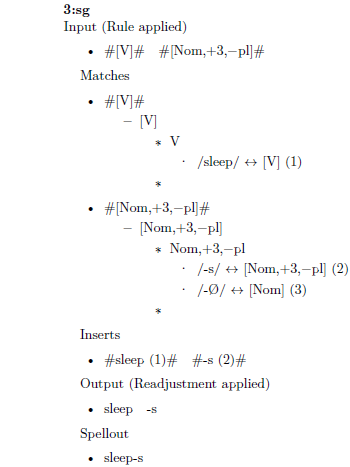 3:sg
Input (Rule applied)
• #[V]# #[Nom,+3,−pl]#
Matches
• #[V]#
– [V]
∗ V
· /sleep/ ↔ [V] (1)
∗
• #[Nom,+3,−pl]#
– [Nom,+3,−pl]
∗ Nom,+3,−pl
· /-s/ ↔ [Nom,+3,−pl] (2)
· /-Ø/ ↔ [Nom] (3)
∗
Inserts
• #sleep (1)# #-s (2)#
Output (Readjustment applied)
• sleep -s
Spellout
• sleep-s